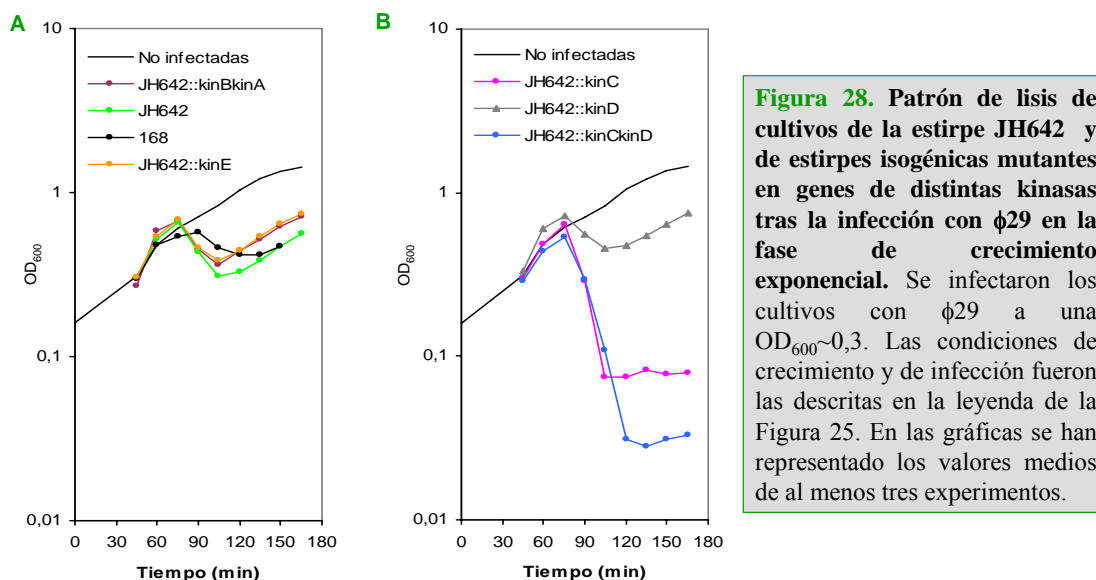 A
10
1
0,1
0,01
OD600
0 30 60 90 120 150 180
Tiempo (min)
No infectadas
JH642::kinBkinA
JH642
168
JH642::kinE
B
10
1
0,1
0,01
OD600
0 30 60 90 120 150 180
Tiempo (min)
No infectadas
JH642::kinC
JH642::kinD
JH642::kinCkinD
Figura 28. Patrón de lisis de
cultivos de la estirpe JH642 y
de estirpes isogénicas mutantes
en genes de distintas kinasas
tras la infección con ϕ29 en la
fase de crecimiento
exponencial. Se infectaron los
cultivos con ϕ29 a una
OD600~0,3. Las condiciones de
crecimiento y de infección fueron
las descritas en la leyenda de la
Figura 25. En las gráficas se han
representado los valores medios
de al menos tres experimentos.